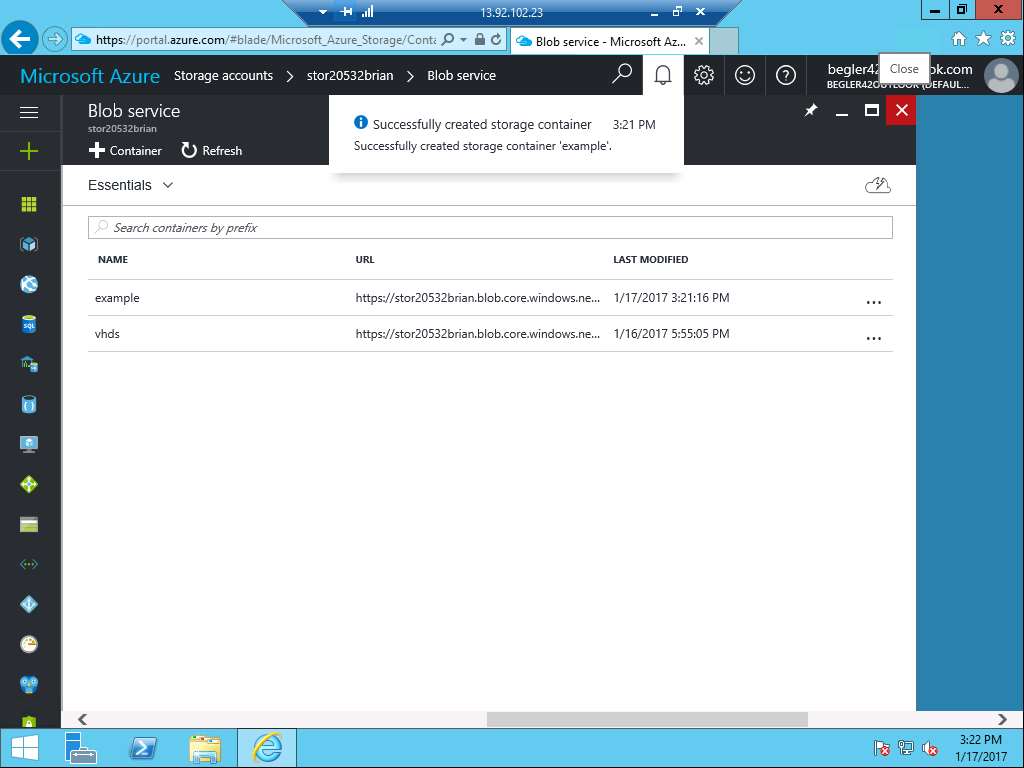 13.92.102.23
https://portal.azure.com/#blade/Microsoft_Azure_Storage/Conta
Blob service - Microsoft Az...
Microsoft Azure
Storage accounts
stor20532brian
Blob service
begler42
ok.com
BEGLER42OUTLOOK (DEFAUL...
Close
Blob service
stor20532brian
Container
Refresh
Successfully created storage container
3:21 PM
Successfully created storage container 'example'.
Essentials
Search containers by prefix
NAME URL LAST MODIFIED
example https://stor20532brian.blob.core.windows.ne... 1/17/2017 3:21:16 PM ...
vhds https://stor20532brian.blob.core.windows.ne... 1/16/2017 5:55:05 PM ...
SQL
3:22 PM
1/17/2017